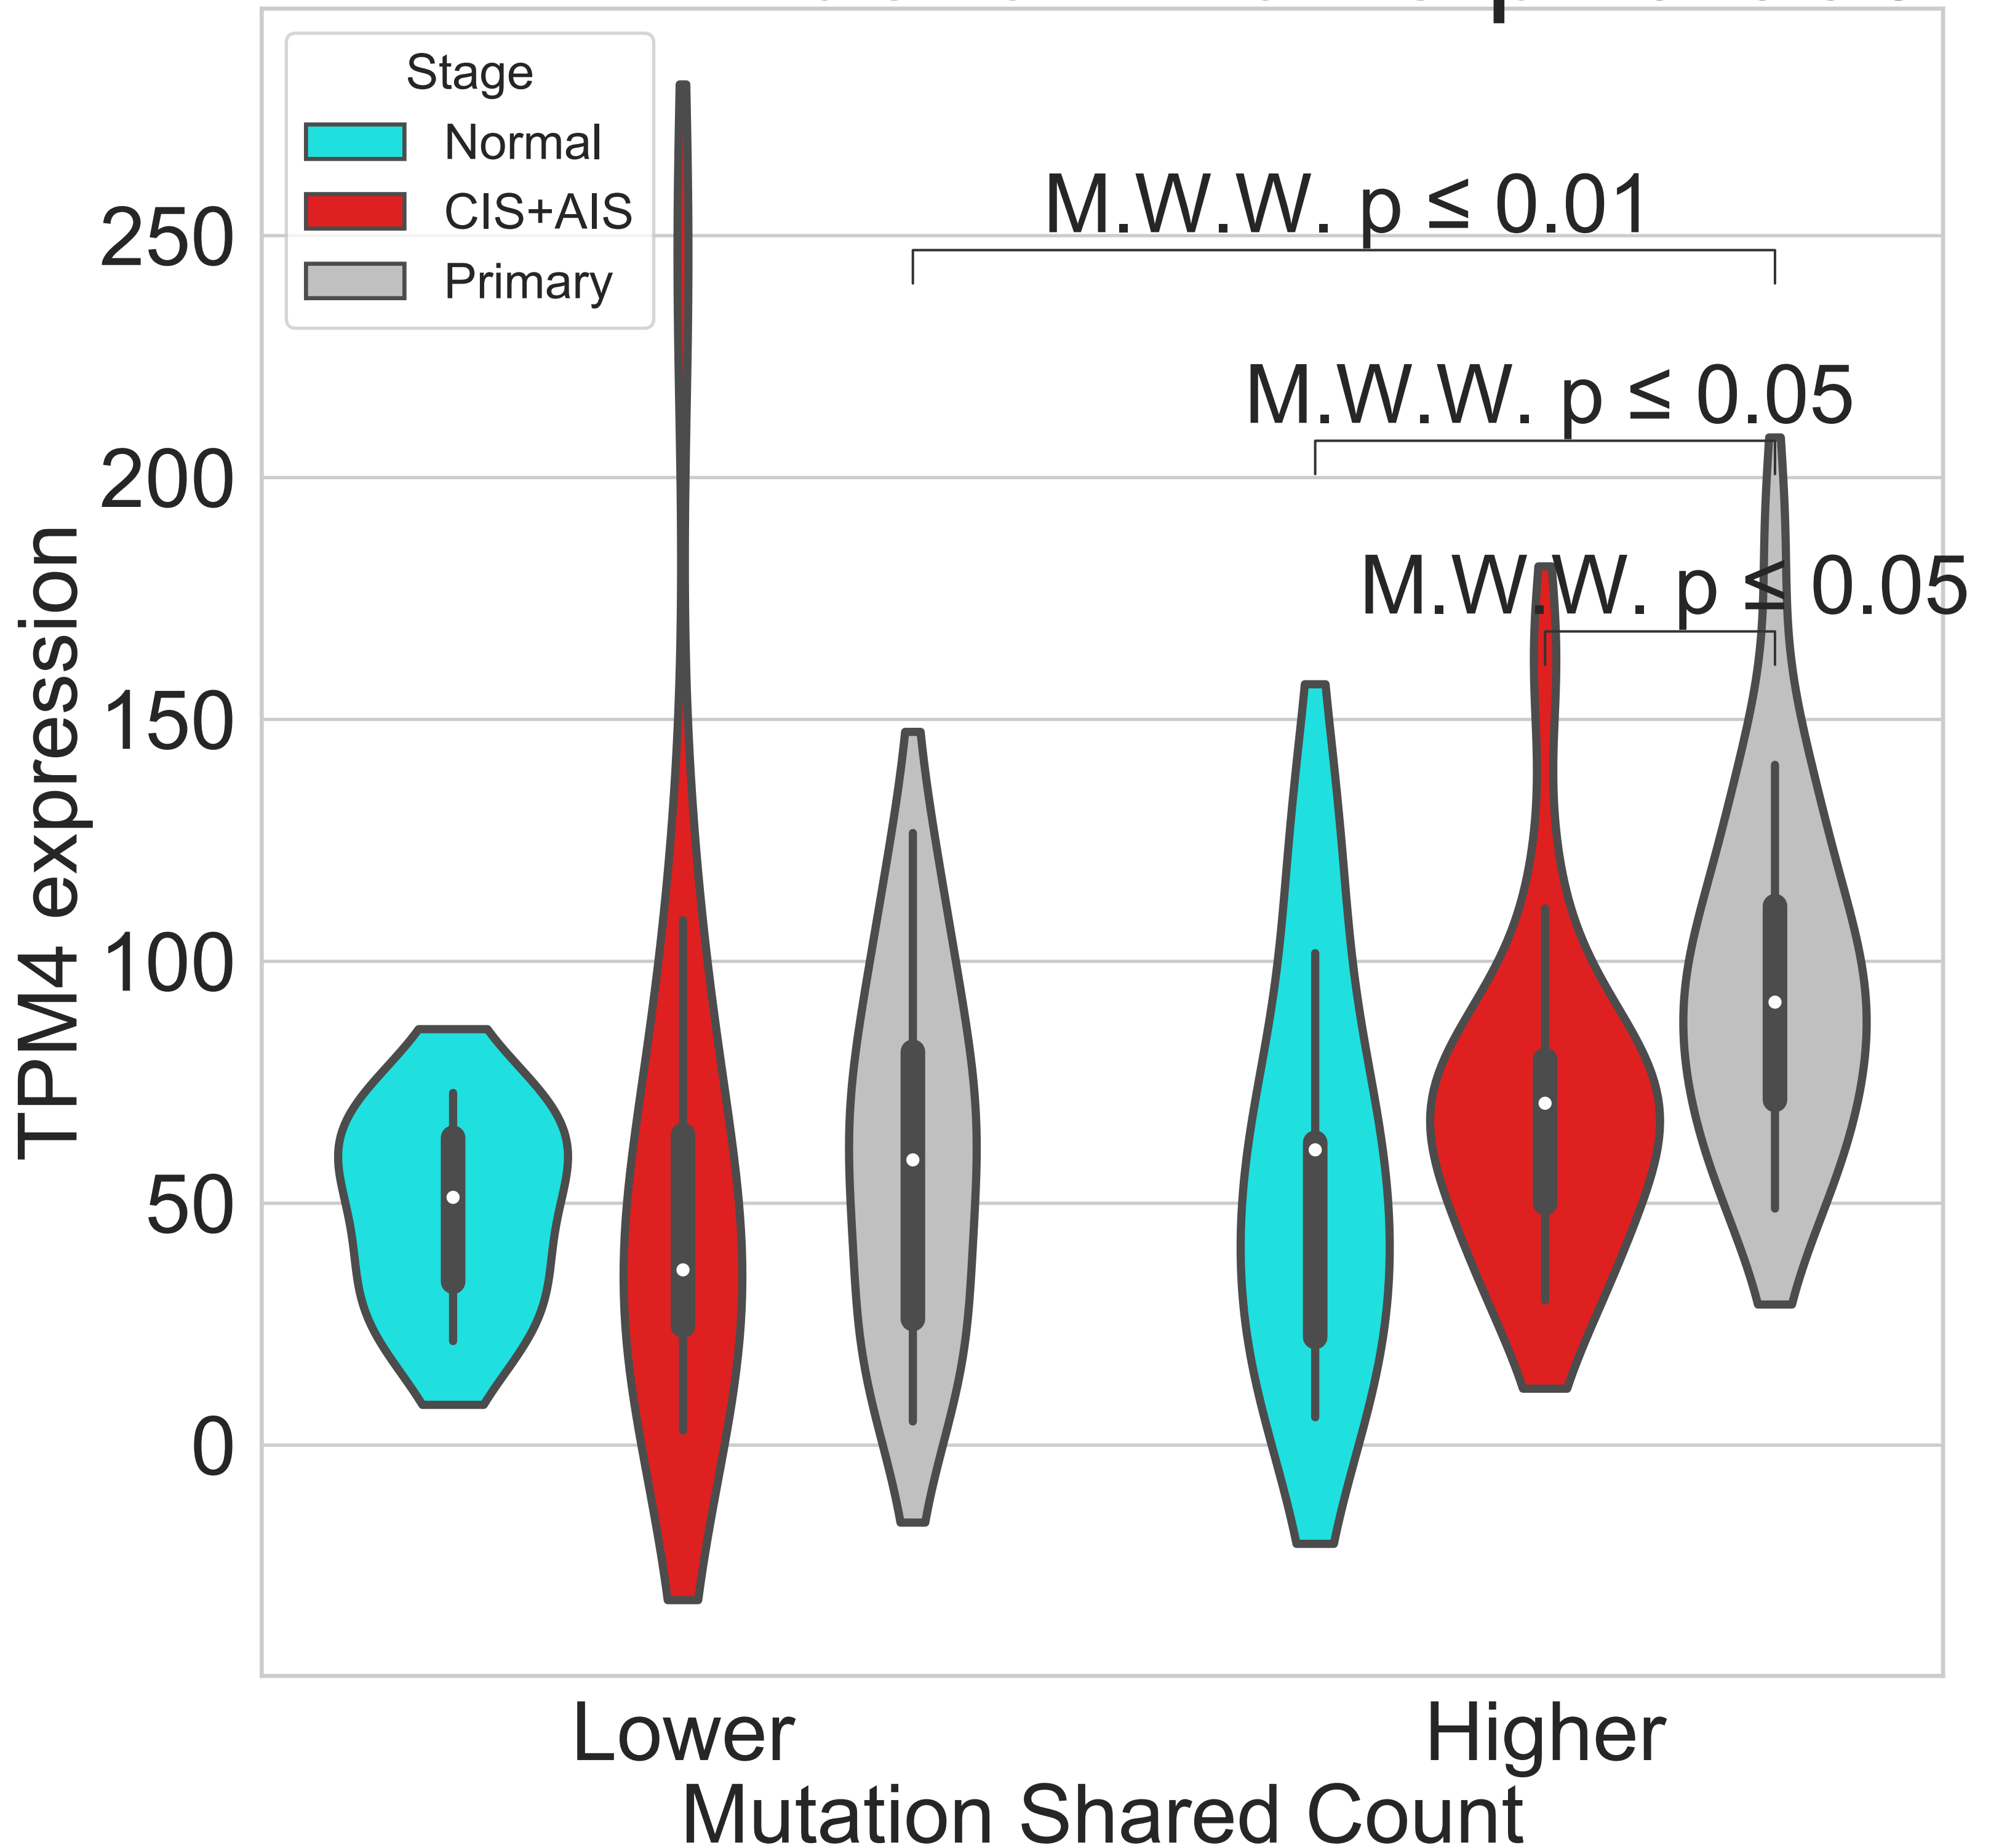 Stage
Normal
CIS+AIS
Primary
M.W.W. p ≤ 0.01
M.W.W. p ≤ 0.05
M.W.W. p ≤ 0.05
TPM4 expression
250
200
150
100
50
0
Lower
Higher
Mutation Shared Count